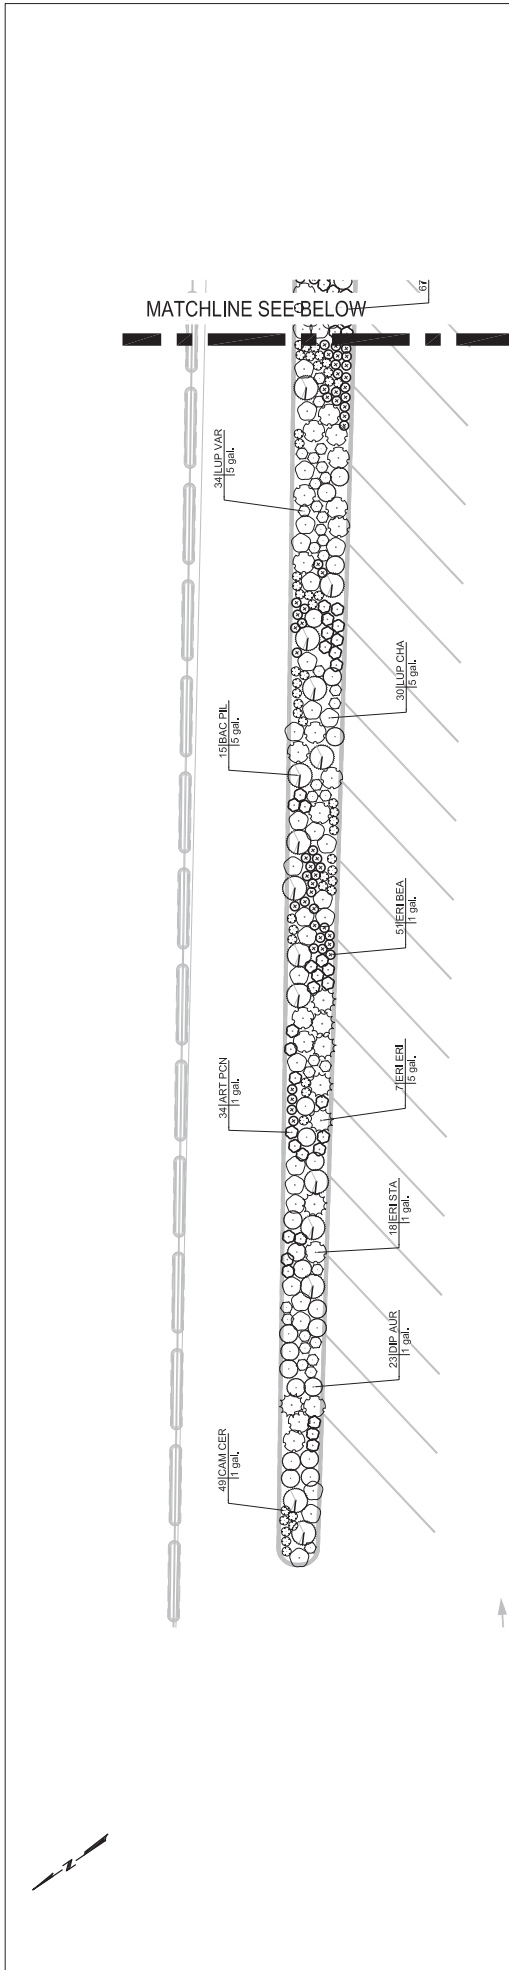 67
MATCHLINE SEE BELOW
34 LUP VAR
5 gal.
30 LUP CHA
5 gal.
15 BAC PIL
5 gal.
51 ERI BEA
1 gal.
34 ART PCN
1 gal.
7 ERI ERI
5 gal.
18 ERI STA
1 gal.
23 DIP AUR
1 gal.
49 CAM CER
1 gal.
N